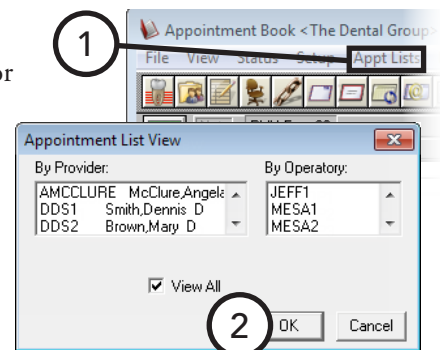 Appointment Book <The Dental Group>
1
File View Status Setup Appt Lists
or
Appointment List View
By Provider:
By Operatory:
AMCCLURE McClure,Angela
DDS1 Smith,Dennis D
DDS2 Brown,Mary D
JEFF1
MESA1
MESA2
View All
2
OK
Cancel